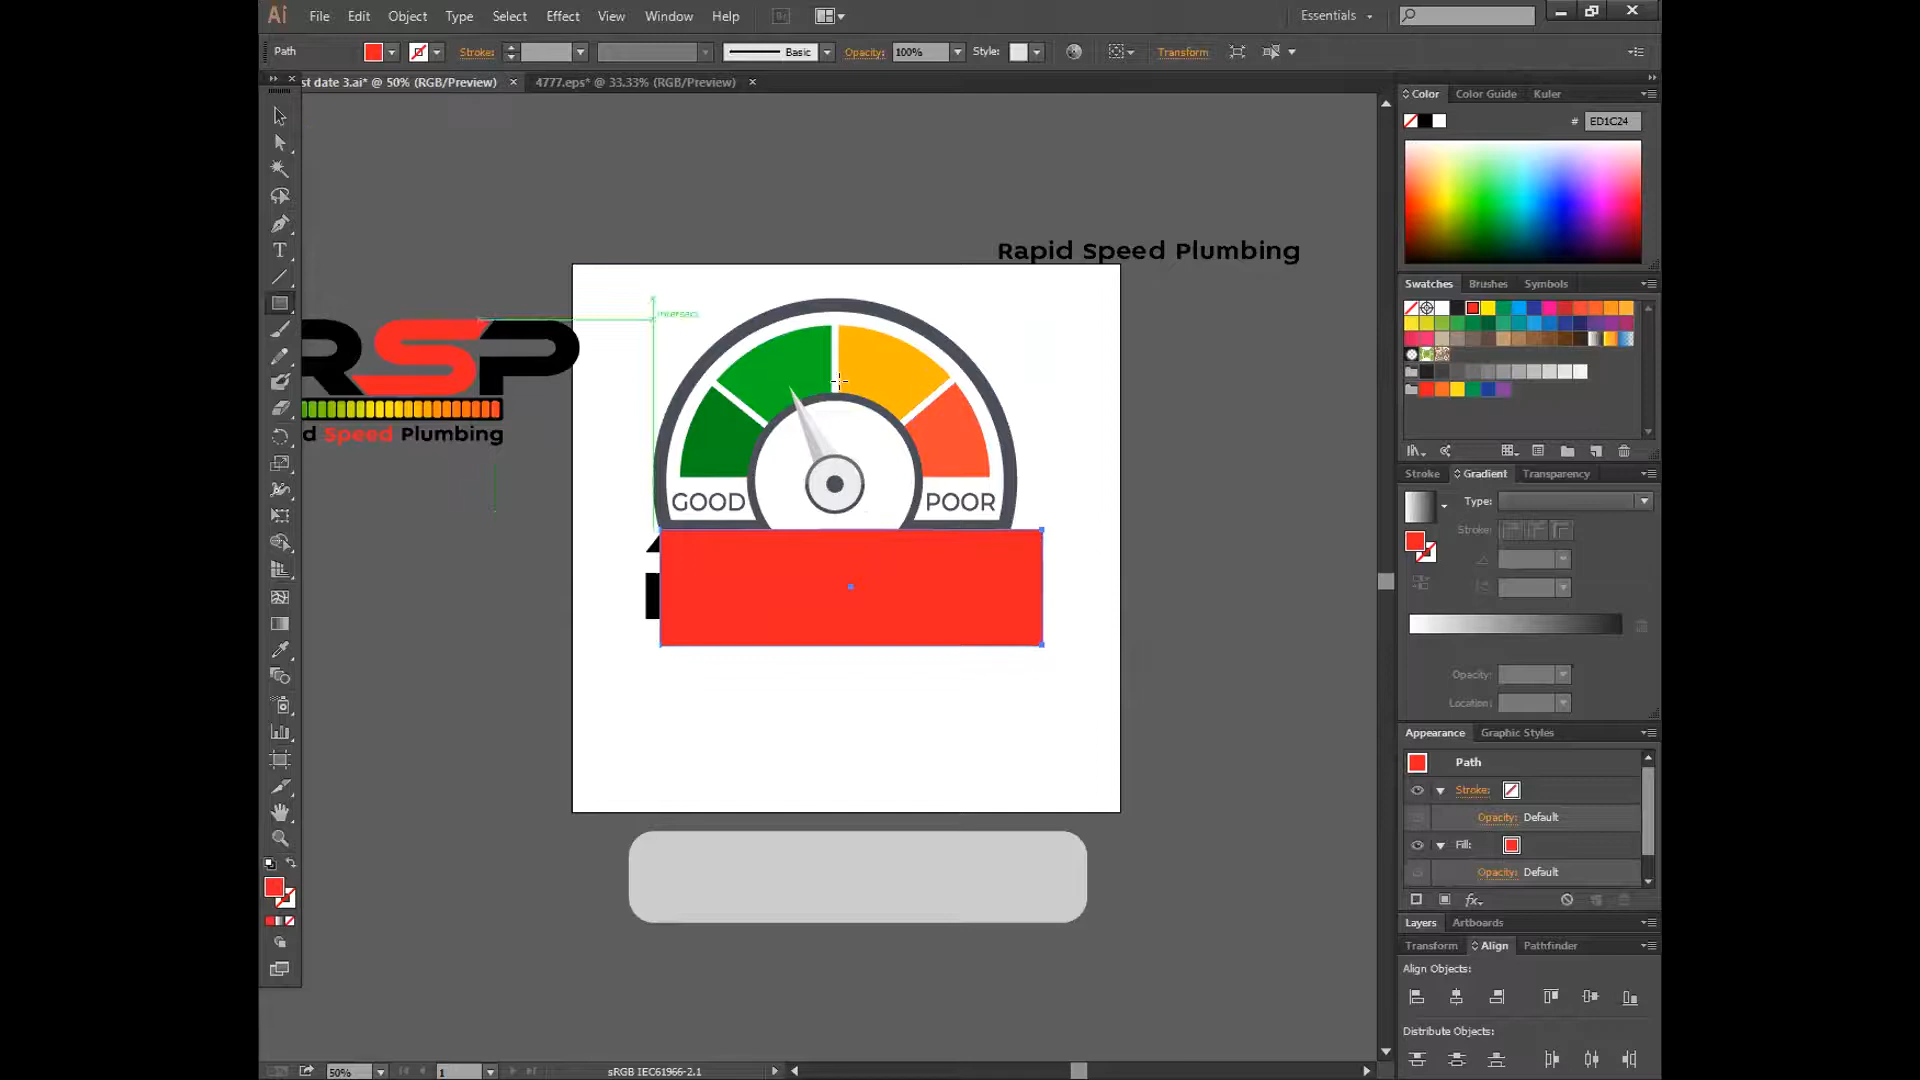 Ai File Edit Object Type Select Effect View Window Help Br Essentials
Path Stroke: Basic Opacity: 100% Style: Transform
st date 3.ai* @ 50% (RGB/Preview) × 4777.eps* @ 33.33% (RGB/Preview) ×
Color Color Guide Kuler
# ED1C24
Rapid Speed Plumbing
Swatches Brushes Symbols
intersect
RSP
d Speed Plumbing
GOOD
POOR
Stroke Gradient Transparency
Type:
Stroke:
Opacity:
Location:
Appearance Graphic Styles
Path
Stroke:
Opacity: Default
Fill:
Opacity: Default
fx
Layers Artboards
Transform Align Pathfinder
Align Objects:
Distribute Objects:
50% 1 sRGB IEC61966-2.1